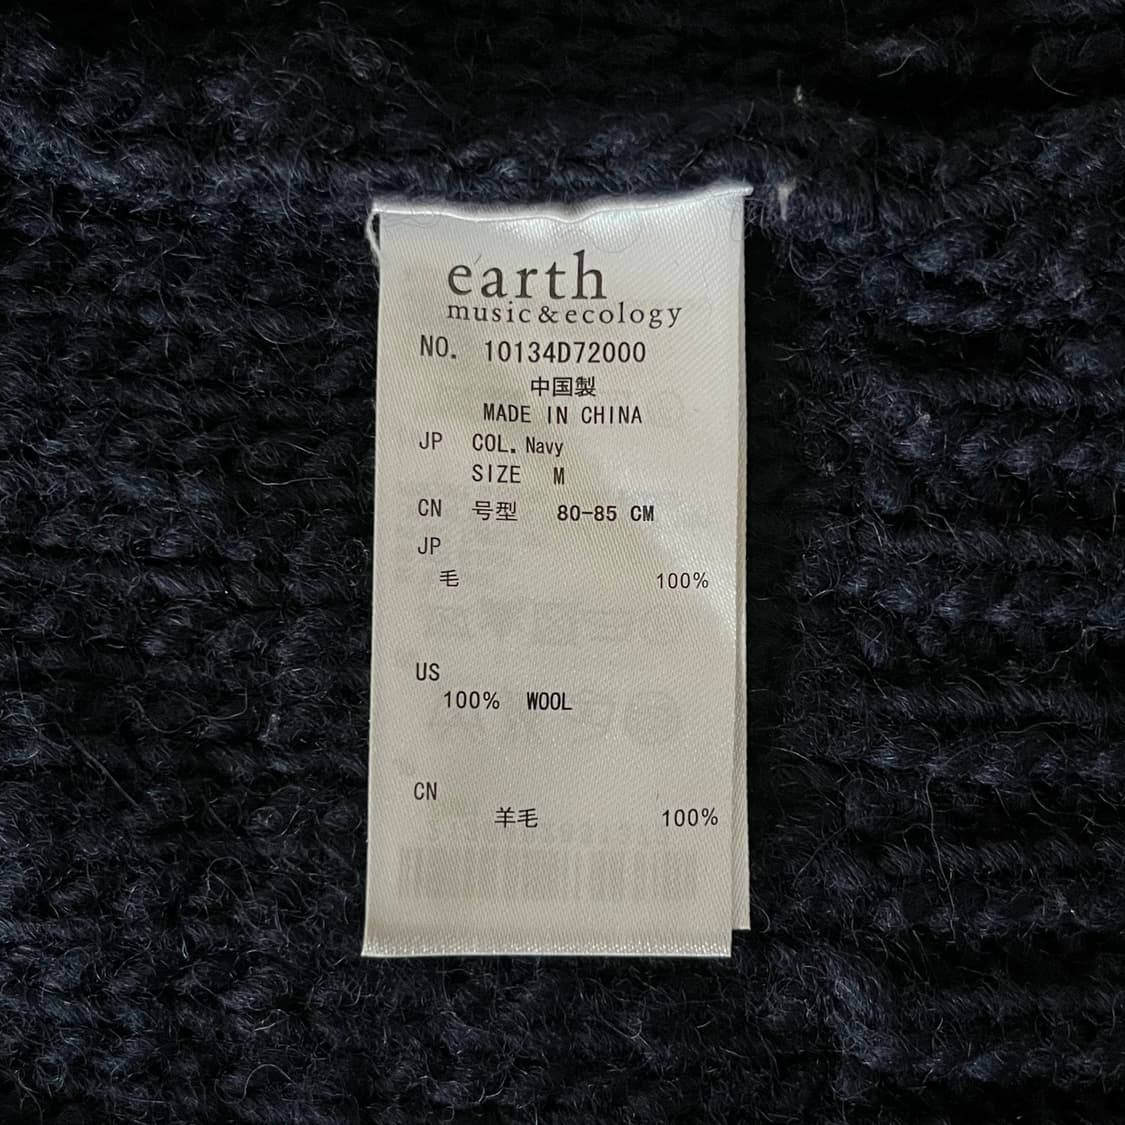 earth
music&ecology
NO. 10134D72000
中国製
MADE IN CHINA
JP COL. Navy
SIZE M
CN 号型 80-85 CM
JP
毛 100%
US
100% WOOL
CN
羊毛 100%